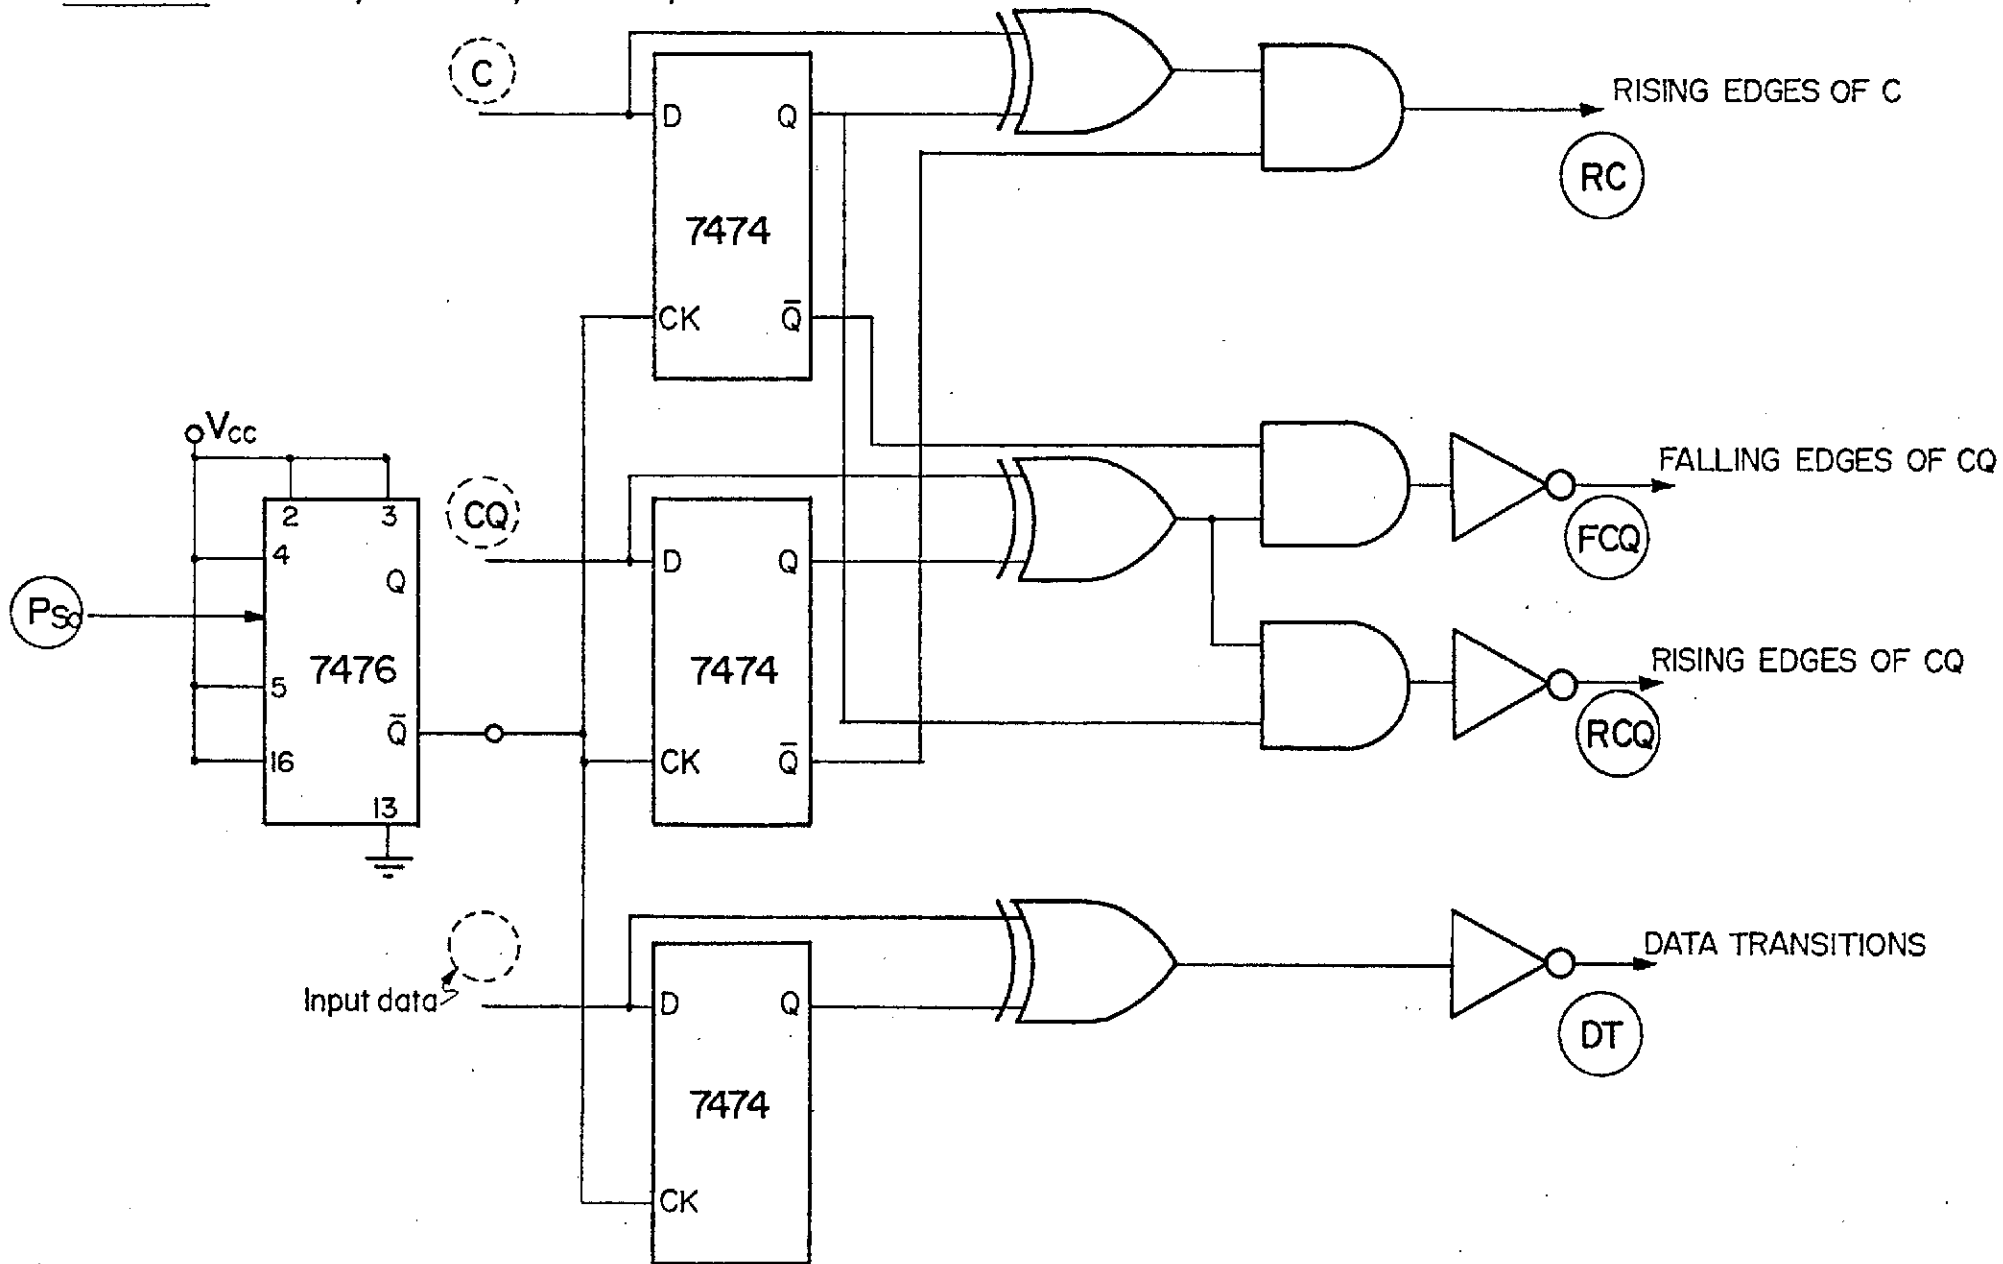 C
D
Q
7474
CK
Q̅
RISING EDGES OF C
RC
Vcc
2
3
4
Q
7476
5
Q̅
16
13
CQ
D
Q
7474
CK
Q̅
FALLING EDGES OF CQ
FCQ
RISING EDGES OF CQ
RCQ
Input data
D
Q
7474
CK
DATA TRANSITIONS
DT